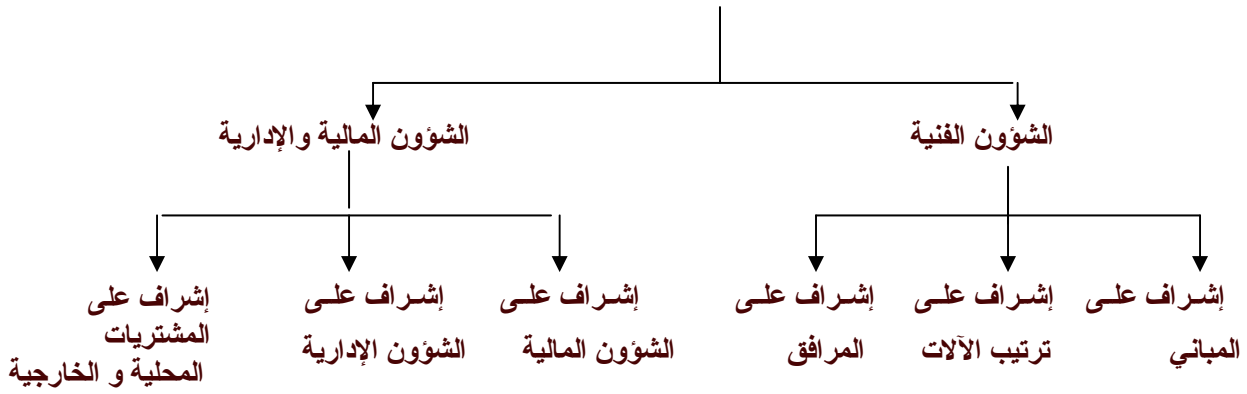 الشؤون الفنية
الشؤون المالية والإدارية
إشراف على
المباني
إشراف على
ترتيب الآلات
إشراف على
المرافق
إشراف على
الشؤون المالية
إشراف على
الشؤون الإدارية
إشراف على
المشتريات
المحلية و الخارجية